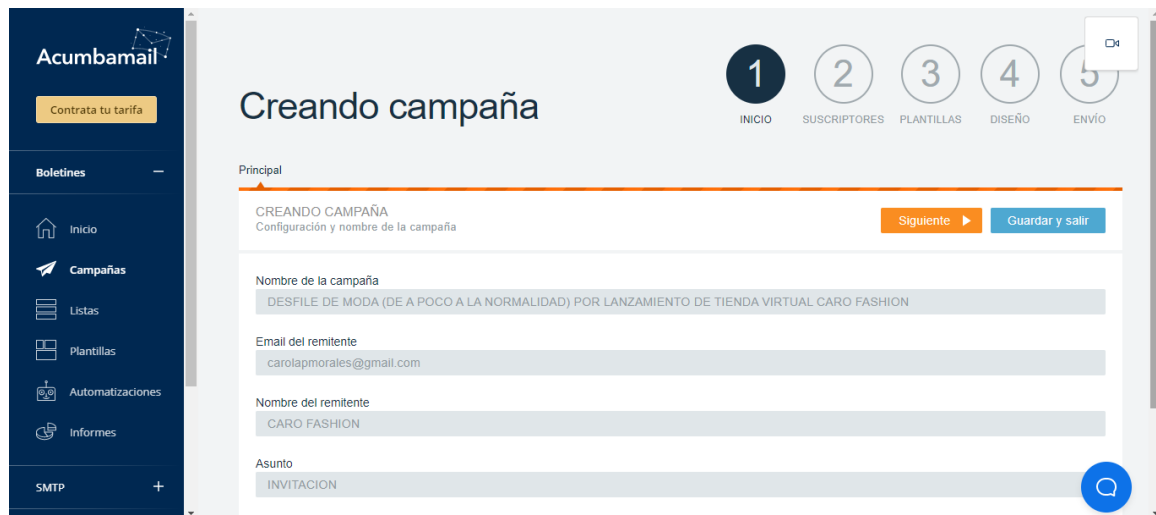 Acumbamail
Contrata tu tarifa
Boletines
Inicio
Campañas
Listas
Plantillas
Automatizaciones
Informes
SMTP
Creando campaña
1
2
3
4
5
INICIO
SUSCRIPTORES
PLANTILLAS
DISEÑO
ENVÍO
Principal
CREANDO CAMPAÑA
Configuración y nombre de la campaña
Siguiente
Guardar y salir
Nombre de la campaña
DESFILE DE MODA (DE A POCO A LA NORMALIDAD) POR LANZAMIENTO DE TIENDA VIRTUAL CARO FASHION
Email del remitente
carolapmorales@gmail.com
Nombre del remitente
CARO FASHION
Asunto
INVITACION